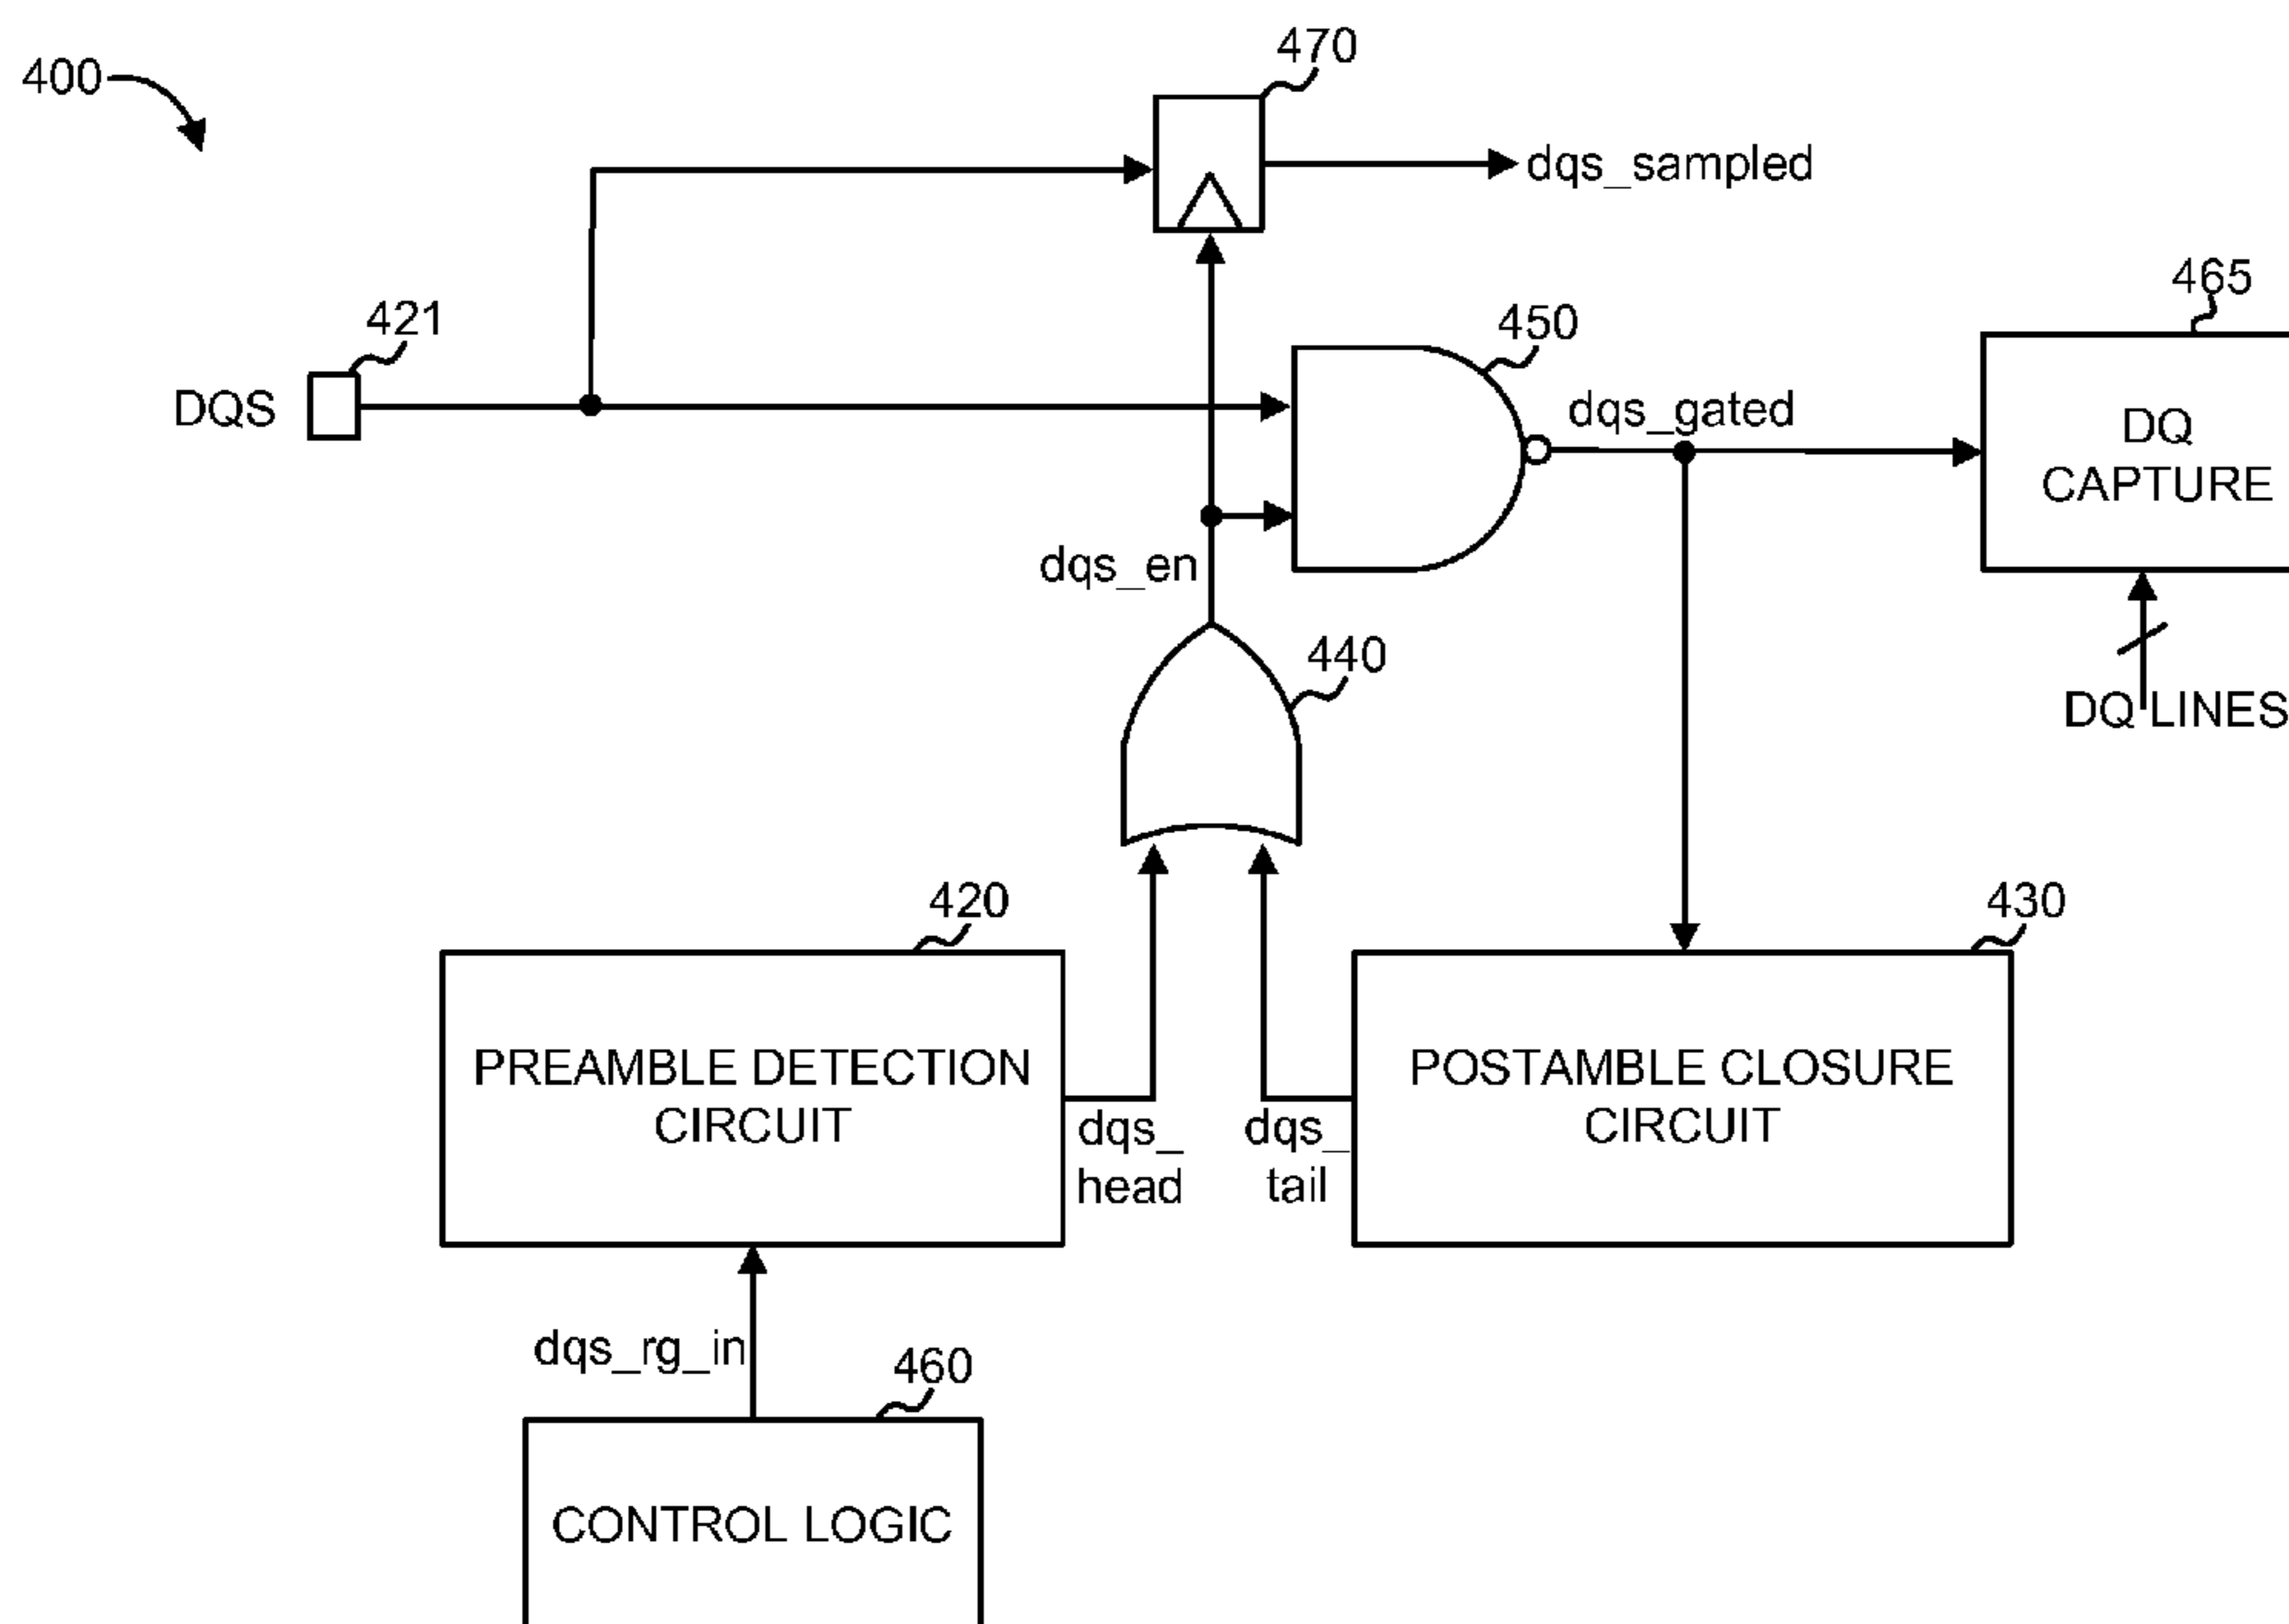 470
400
dqs_sampled
465
421
450
DQS
dqs_gated
DQ
CAPTURE
dqs_en
440
DQ LINES
420
430
PREAMBLE DETECTION
CIRCUIT
POSTAMBLE CLOSURE
CIRCUIT
dqs_
head
dqs_
tail
dqs_rg_in
460
CONTROL LOGIC